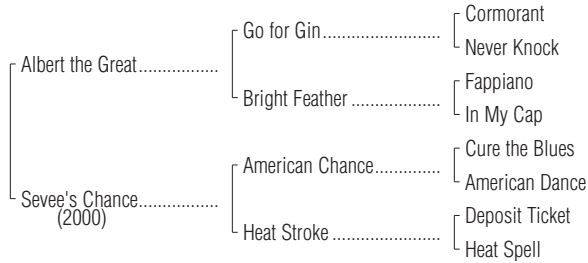 Cormorant
Go for Gin
Never Knock
Albert the Great
Fappiano
Bright Feather
In My Cap
Cure the Blues
American Chance
American Dance
Sevee's Chance
(2000)
Deposit Ticket
Heat Stroke
Heat Spell